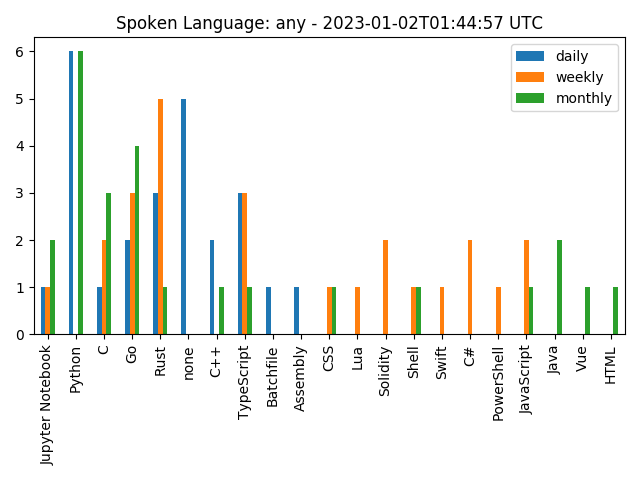 Spoken Language: any - 2023-01-02T01:44:57 UTC
daily
weekly
monthly
6
5
4
3
2
1
0
Jupyter Notebook
Python
C
Go
Rust
none
C++
TypeScript
Batchfile
Assembly
CSS
Lua
Solidity
Shell
Swift
C#
PowerShell
JavaScript
Java
Vue
HTML